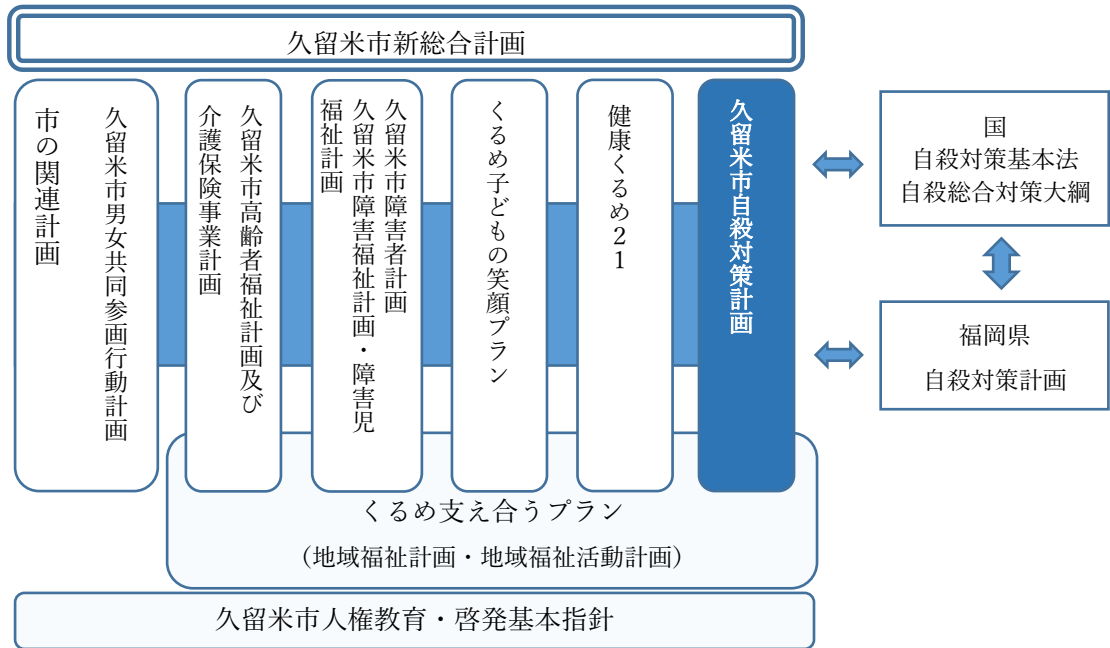 久留米市新総合計画
久留米市男女共同参画行動計画
市の関連計画
久留米市高齢者福祉計画及び
介護保険事業計画
久留米市障害者計画
久留米市障害福祉計画・障害児
福祉計画
くるめ子どもの笑顔プラン
健康くるめ21
久留米市自殺対策計画
国
自殺対策基本法
自殺総合対策大綱
福岡県
自殺対策計画
くるめ支え合うプラン
（地域福祉計画・地域福祉活動計画）
久留米市人権教育・啓発基本指針